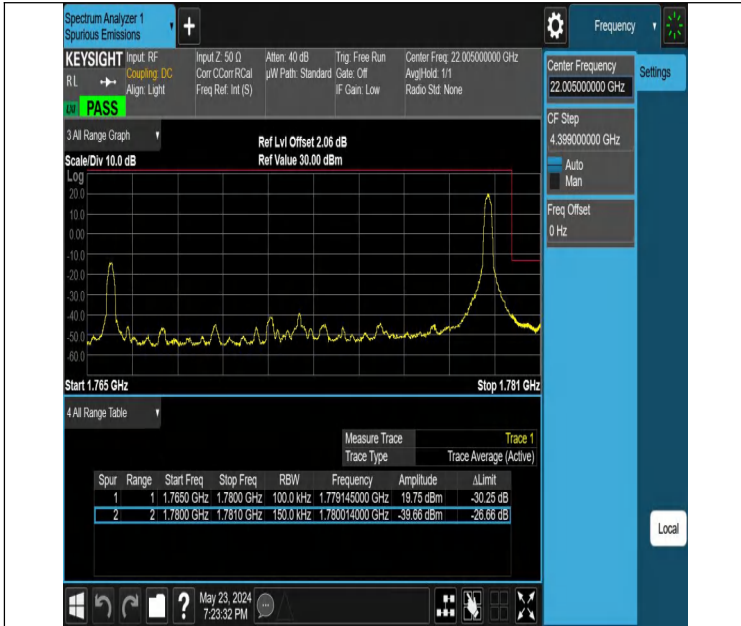 Spectrum Analyzer 1
Spurious Emissions
+
Frequency
KEYSIGHT
RL
PASS
Input: RF
Coupling: DC
Align: Light
Input Z: 50 Ω
Corr CCorr RCal
Freq Ref: Int (S)
Atten: 40 dB
µW Path: Standard
Trig: Free Run
Gate: Off
IF Gain: Low
Center Freq: 22.005000000 GHz
Avg|Hold: 1/1
Radio Std: None
Center Frequency
22.005000000 GHz
Settings
CF Step
4.399000000 GHz
Auto
Man
Freq Offset
0 Hz
3 All Range Graph
Ref Lvl Offset 2.06 dB
Scale/Div 10.0 dB
Ref Value 30.00 dBm
Log
20.0
10.0
0.00
-10.0
-20.0
-30.0
-40.0
-50.0
-60.0
Start 1.765 GHz
Stop 1.781 GHz
4 All Range Table
Measure Trace Trace 1
Trace Type Trace Average (Active)
Spur Range Start Freq Stop Freq RBW Frequency Amplitude ΔLimit
1 1 1.7650 GHz 1.7800 GHz 100.0 kHz 1.779145000 GHz 19.75 dBm -30.25 dB
2 2 1.7800 GHz 1.7810 GHz 150.0 kHz 1.780014000 GHz -39.66 dBm -26.66 dB
Local
?
May 23, 2024
7:23:32 PM